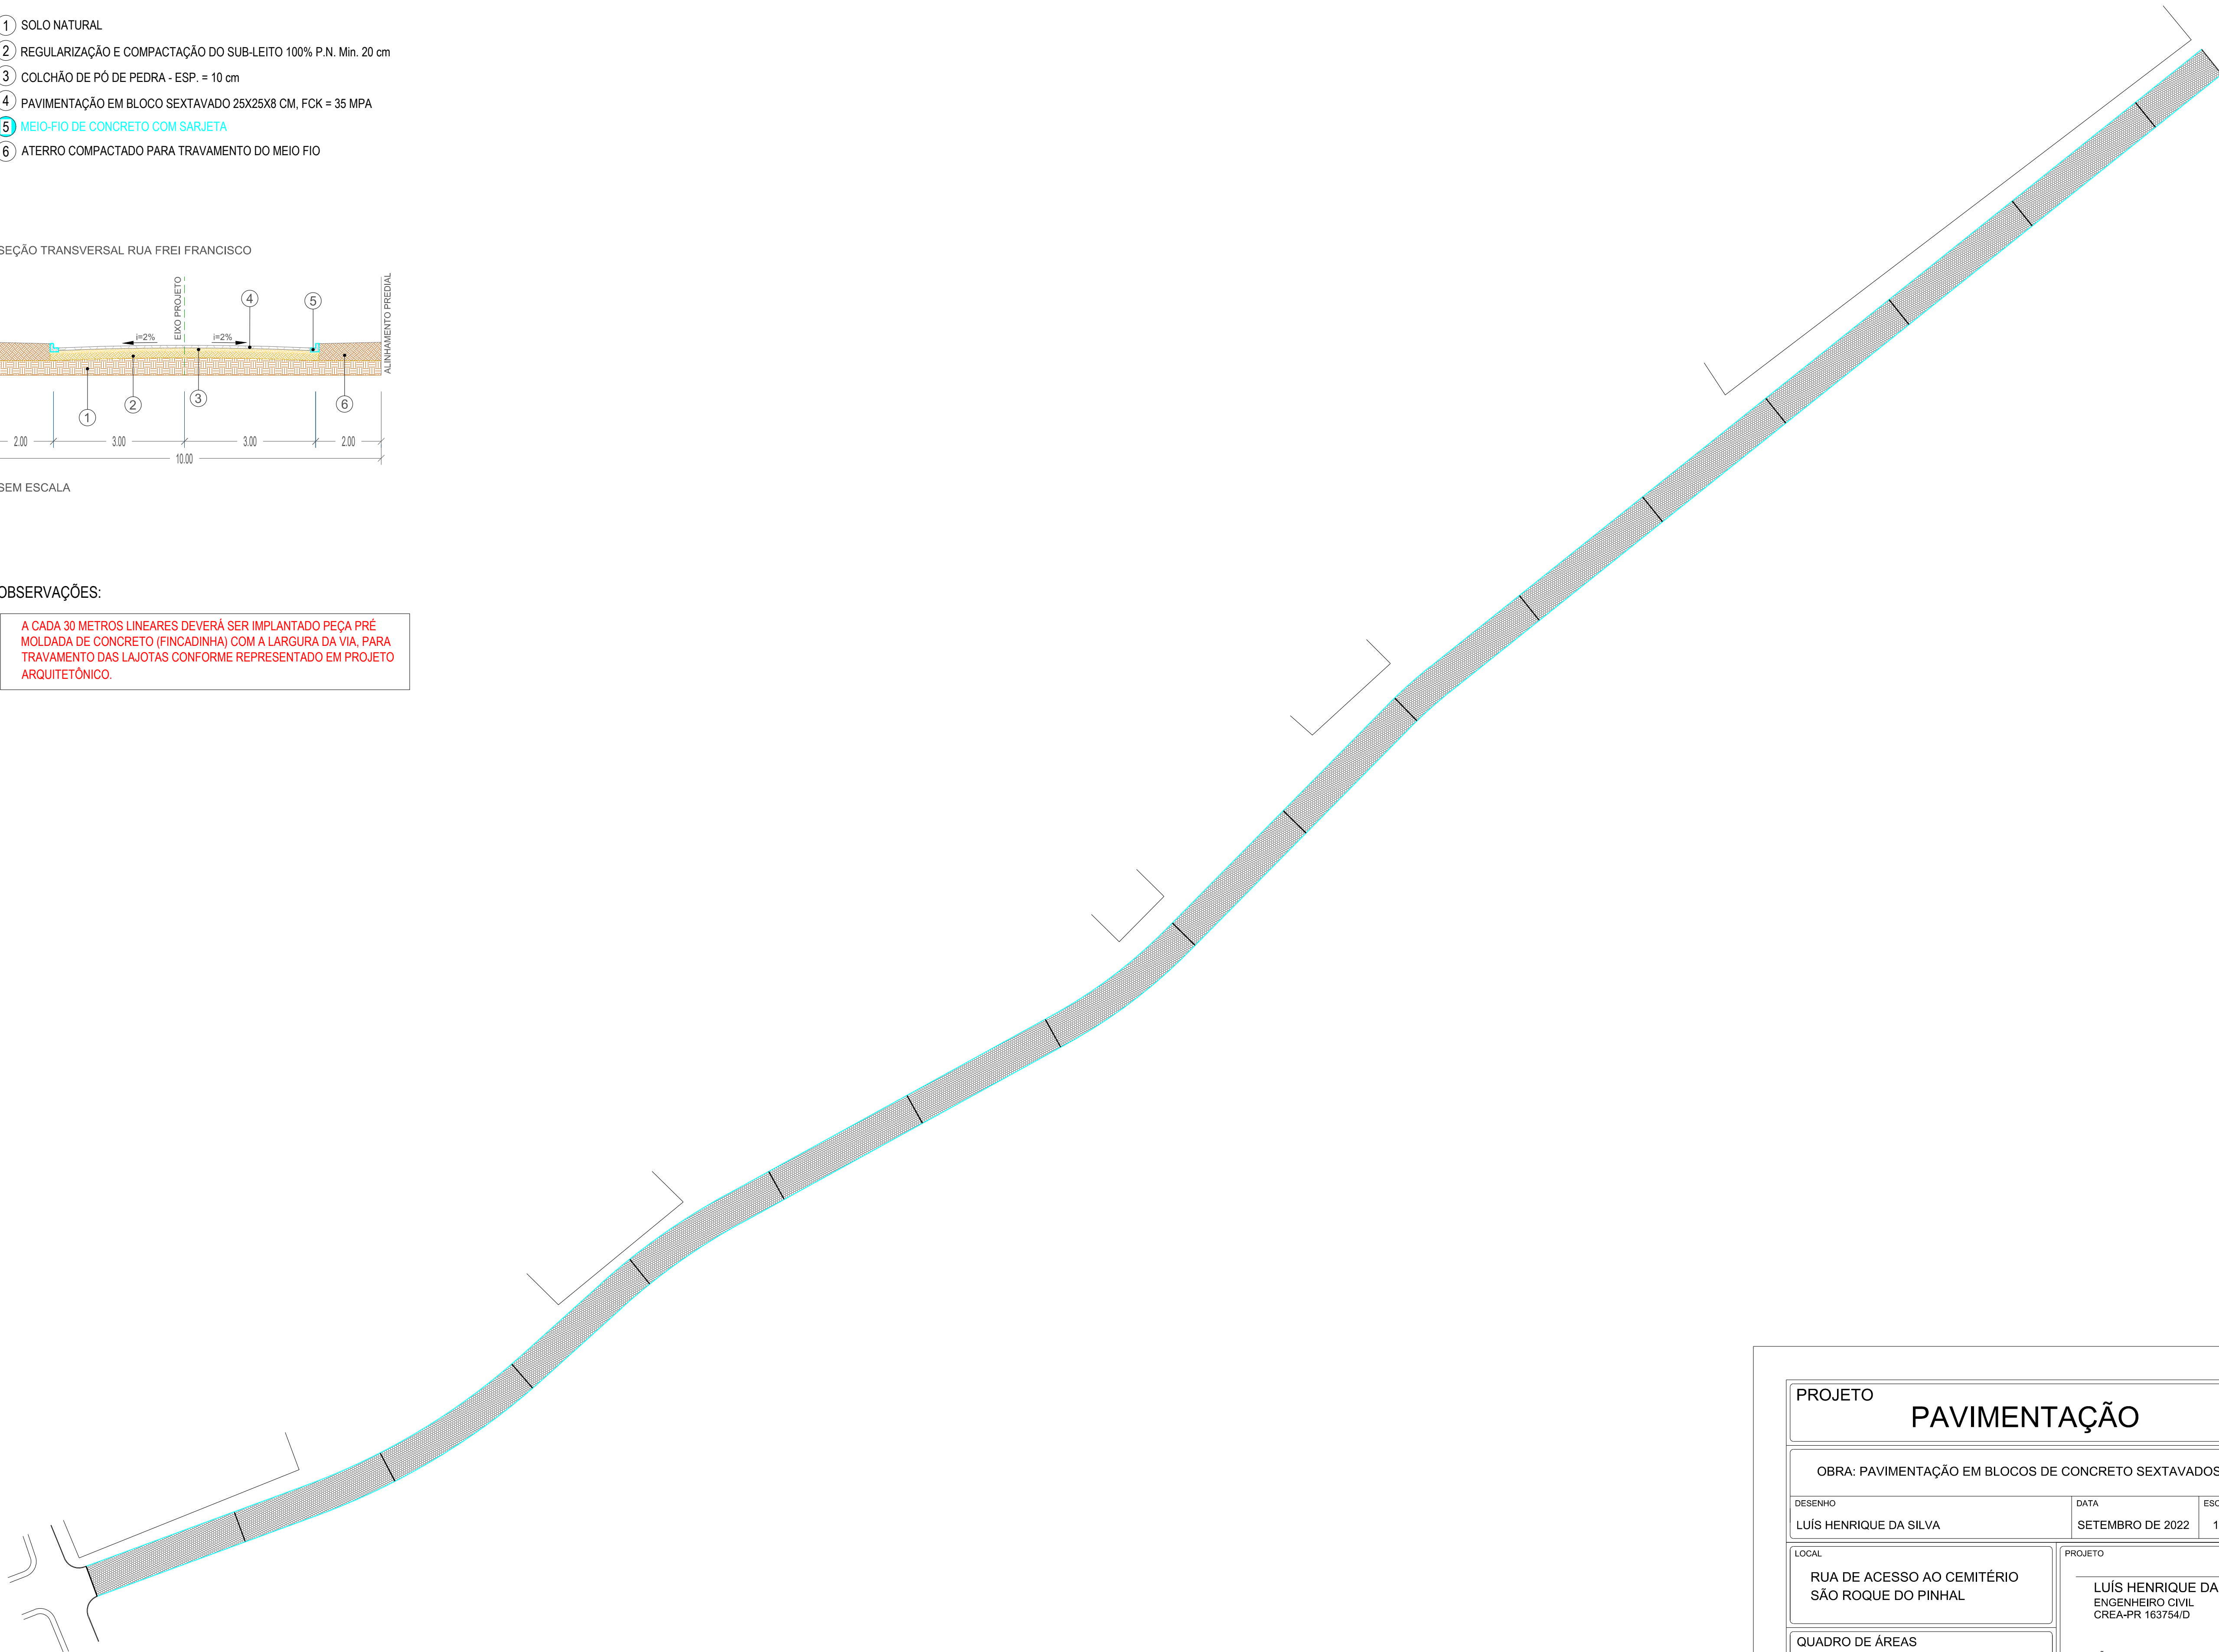 1 SOLO NATURAL
2 REGULARIZAÇÃO E COMPACTAÇÃO DO SUB-LEITO 100% P.N. Min. 20 cm
3 COLCHÃO DE PÓ DE PEDRA - ESP. = 10 cm
4 PAVIMENTAÇÃO EM BLOCO SEXTAVADO 25X25X8 CM, FCK = 35 MPA
5 MEIO-FIO DE CONCRETO COM SARJETA
6 ATERRO COMPACTADO PARA TRAVAMENTO DO MEIO FIO
SEÇÃO TRANSVERSAL RUA FREI FRANCISCO
EIXO PROJETO
ALINHAMENTO PREDIAL
4
5
i=2%
i=2%
1
2
3
6
2.00
3.00
3.00
2.00
10.00
SEM ESCALA
OBSERVAÇÕES:
A CADA 30 METROS LINEARES DEVERÁ SER IMPLANTADO PEÇA PRÉ
MOLDADA DE CONCRETO (FINCADINHA) COM A LARGURA DA VIA, PARA
TRAVAMENTO DAS LAJOTAS CONFORME REPRESENTADO EM PROJETO
ARQUITETÔNICO.
PROJETO
PAVIMENTAÇÃO
OBRA: PAVIMENTAÇÃO EM BLOCOS DE CONCRETO SEXTAVADOS
DESENHO
LUÍS HENRIQUE DA SILVA
DATA
SETEMBRO DE 2022
ESC
1
LOCAL
RUA DE ACESSO AO CEMITÉRIO
SÃO ROQUE DO PINHAL
PROJETO
LUÍS HENRIQUE DA
ENGENHEIRO CIVIL
CREA-PR 163754/D
QUADRO DE ÁREAS